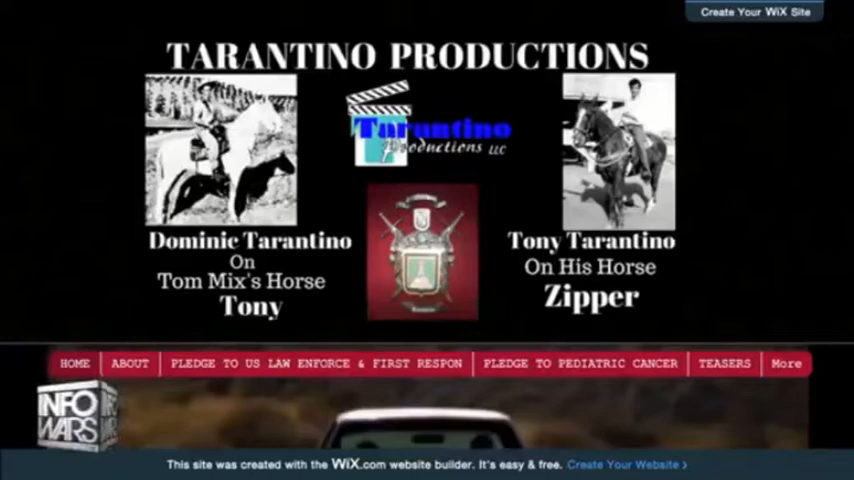 Create Your WiX Site
TARANTINO PRODUCTIONS
Tarantino
Productions LLC
Dominic Tarantino
On
Tom Mix's Horse
Tony
Tony Tarantino
On His Horse
Zipper
HOME ABOUT PLEDGE TO US LAW ENFORCE & FIRST RESPON PLEDGE TO PEDIATRIC CANCER TEASERS More
INFO
WARS
This site was created with the WiX.com website builder. It's easy & free. Create Your Website >